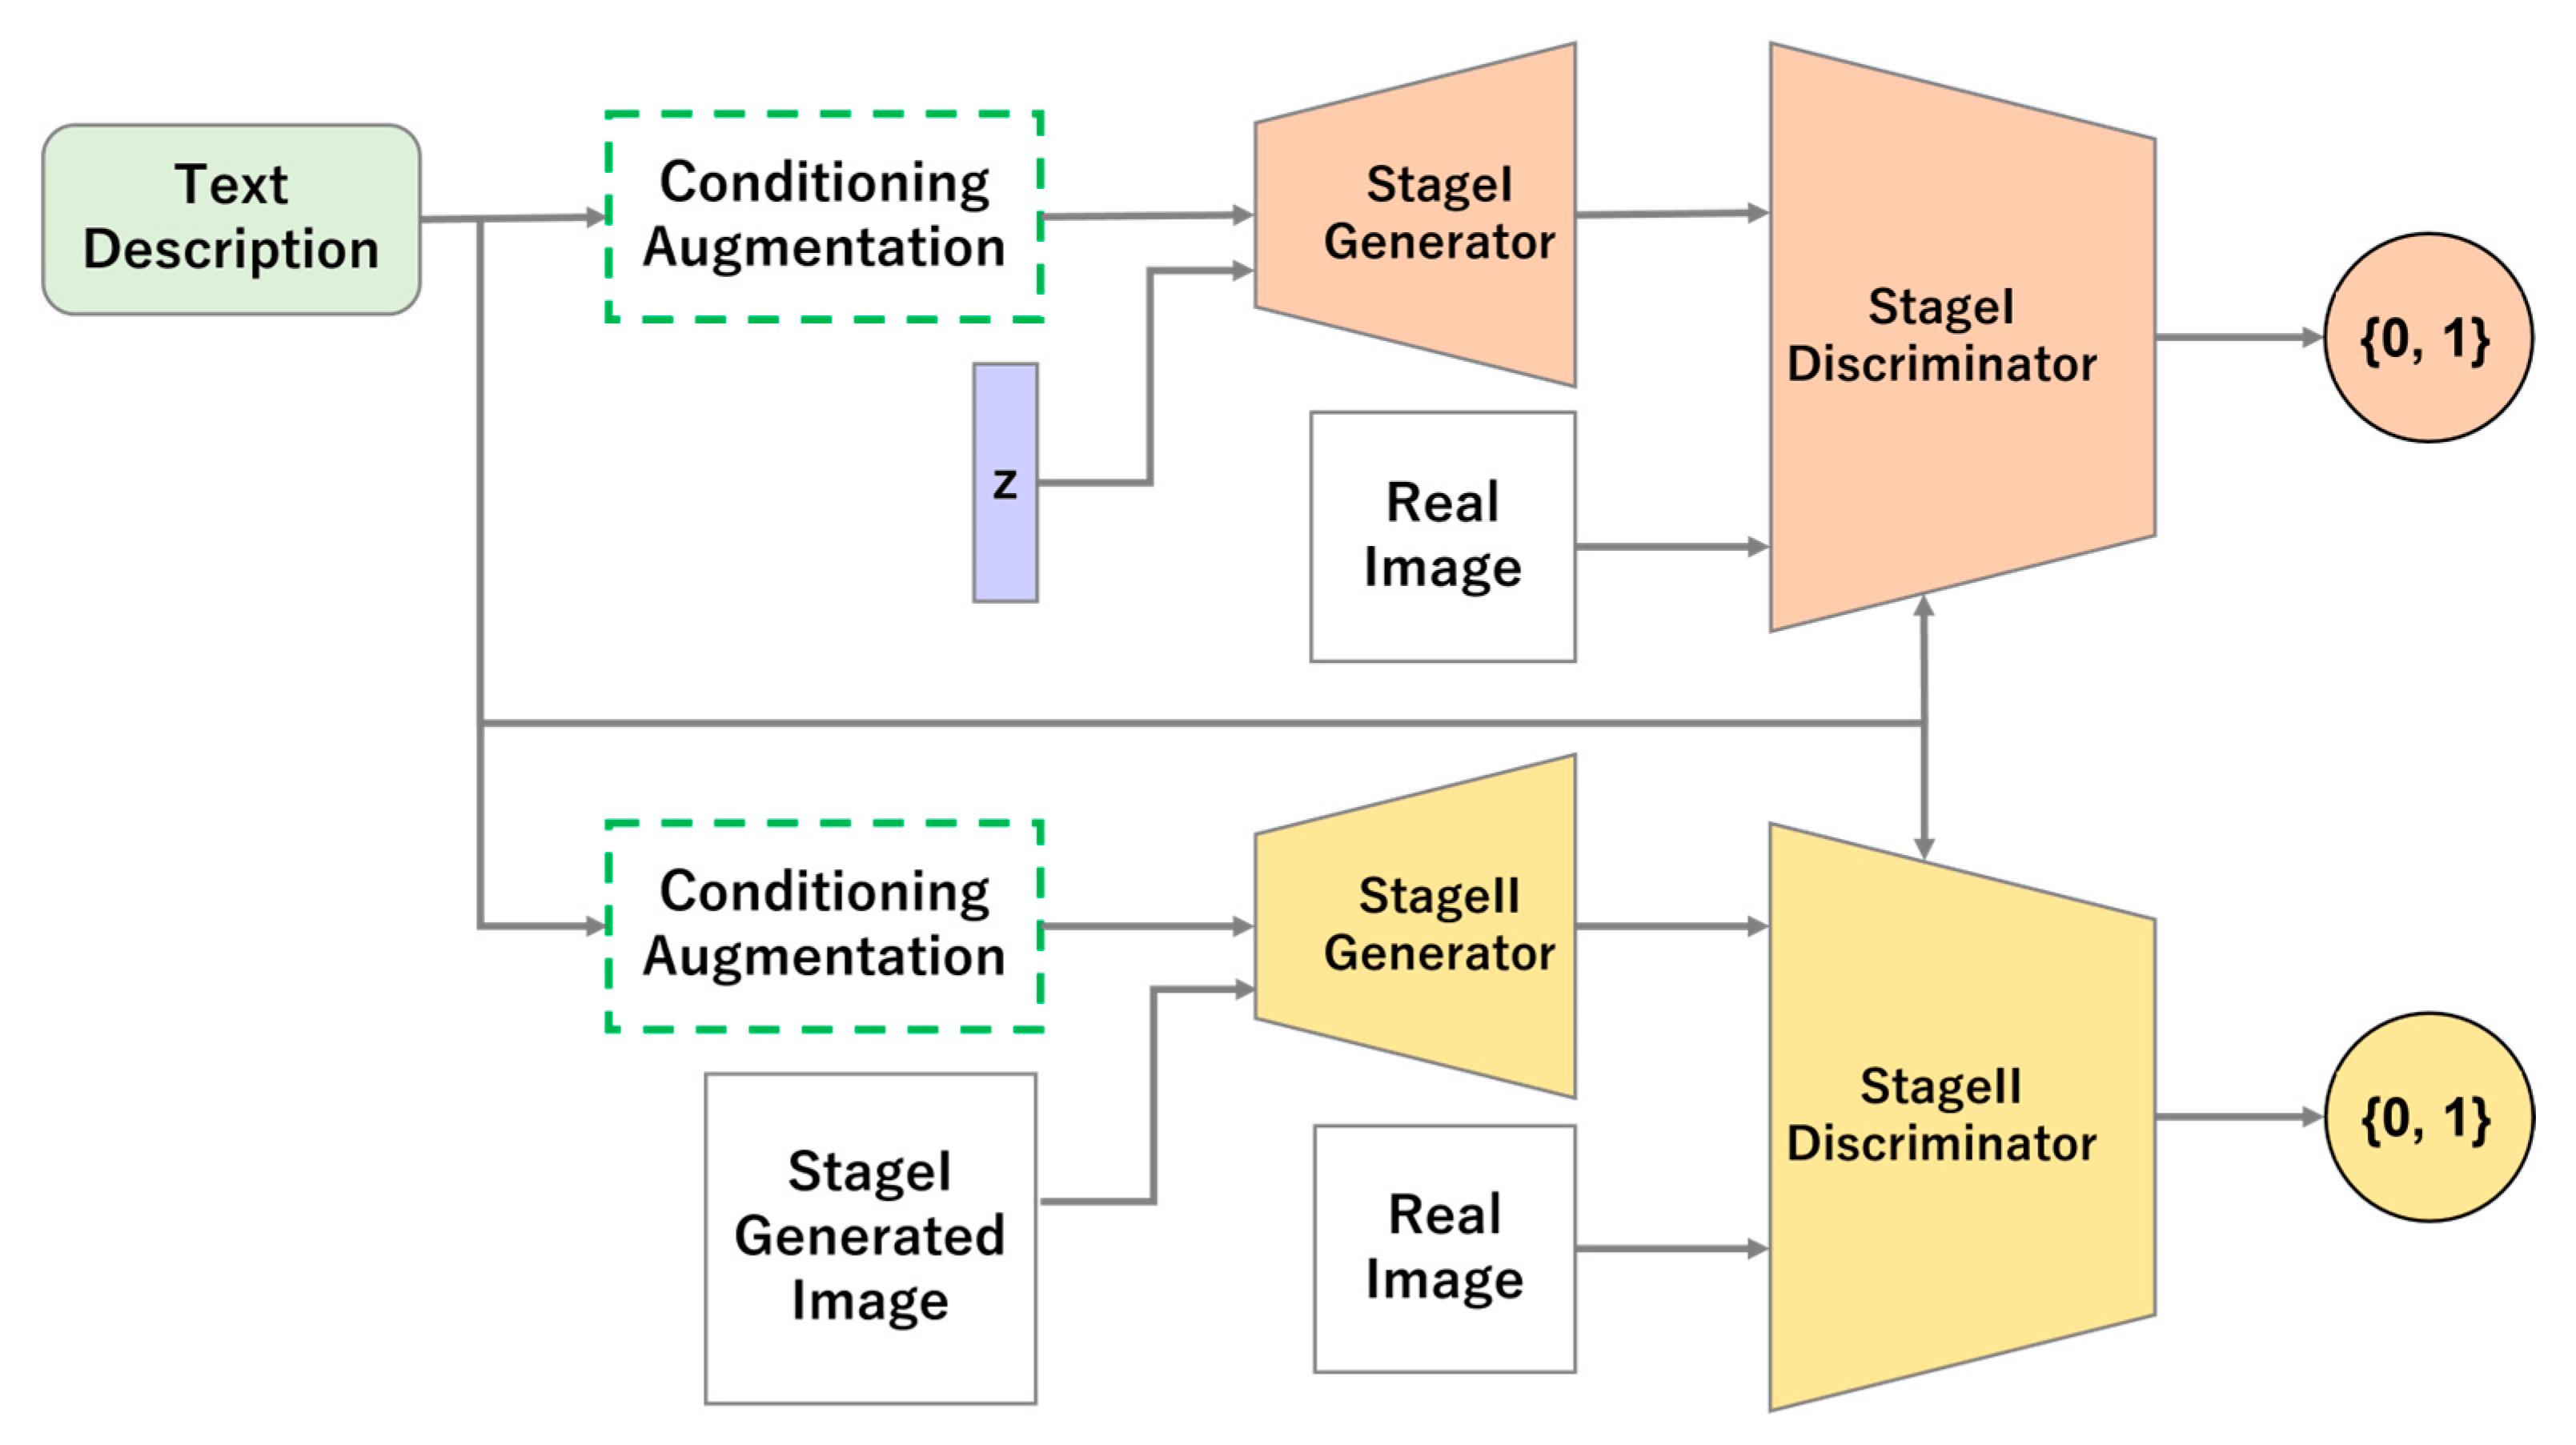 Text
Description
Conditioning
Augmentation
z
StageI
Generator
Real
Image
StageI
Discriminator
{0, 1}
Conditioning
Augmentation
StageI
Generated
Image
StageII
Generator
Real
Image
StageII
Discriminator
{0, 1}